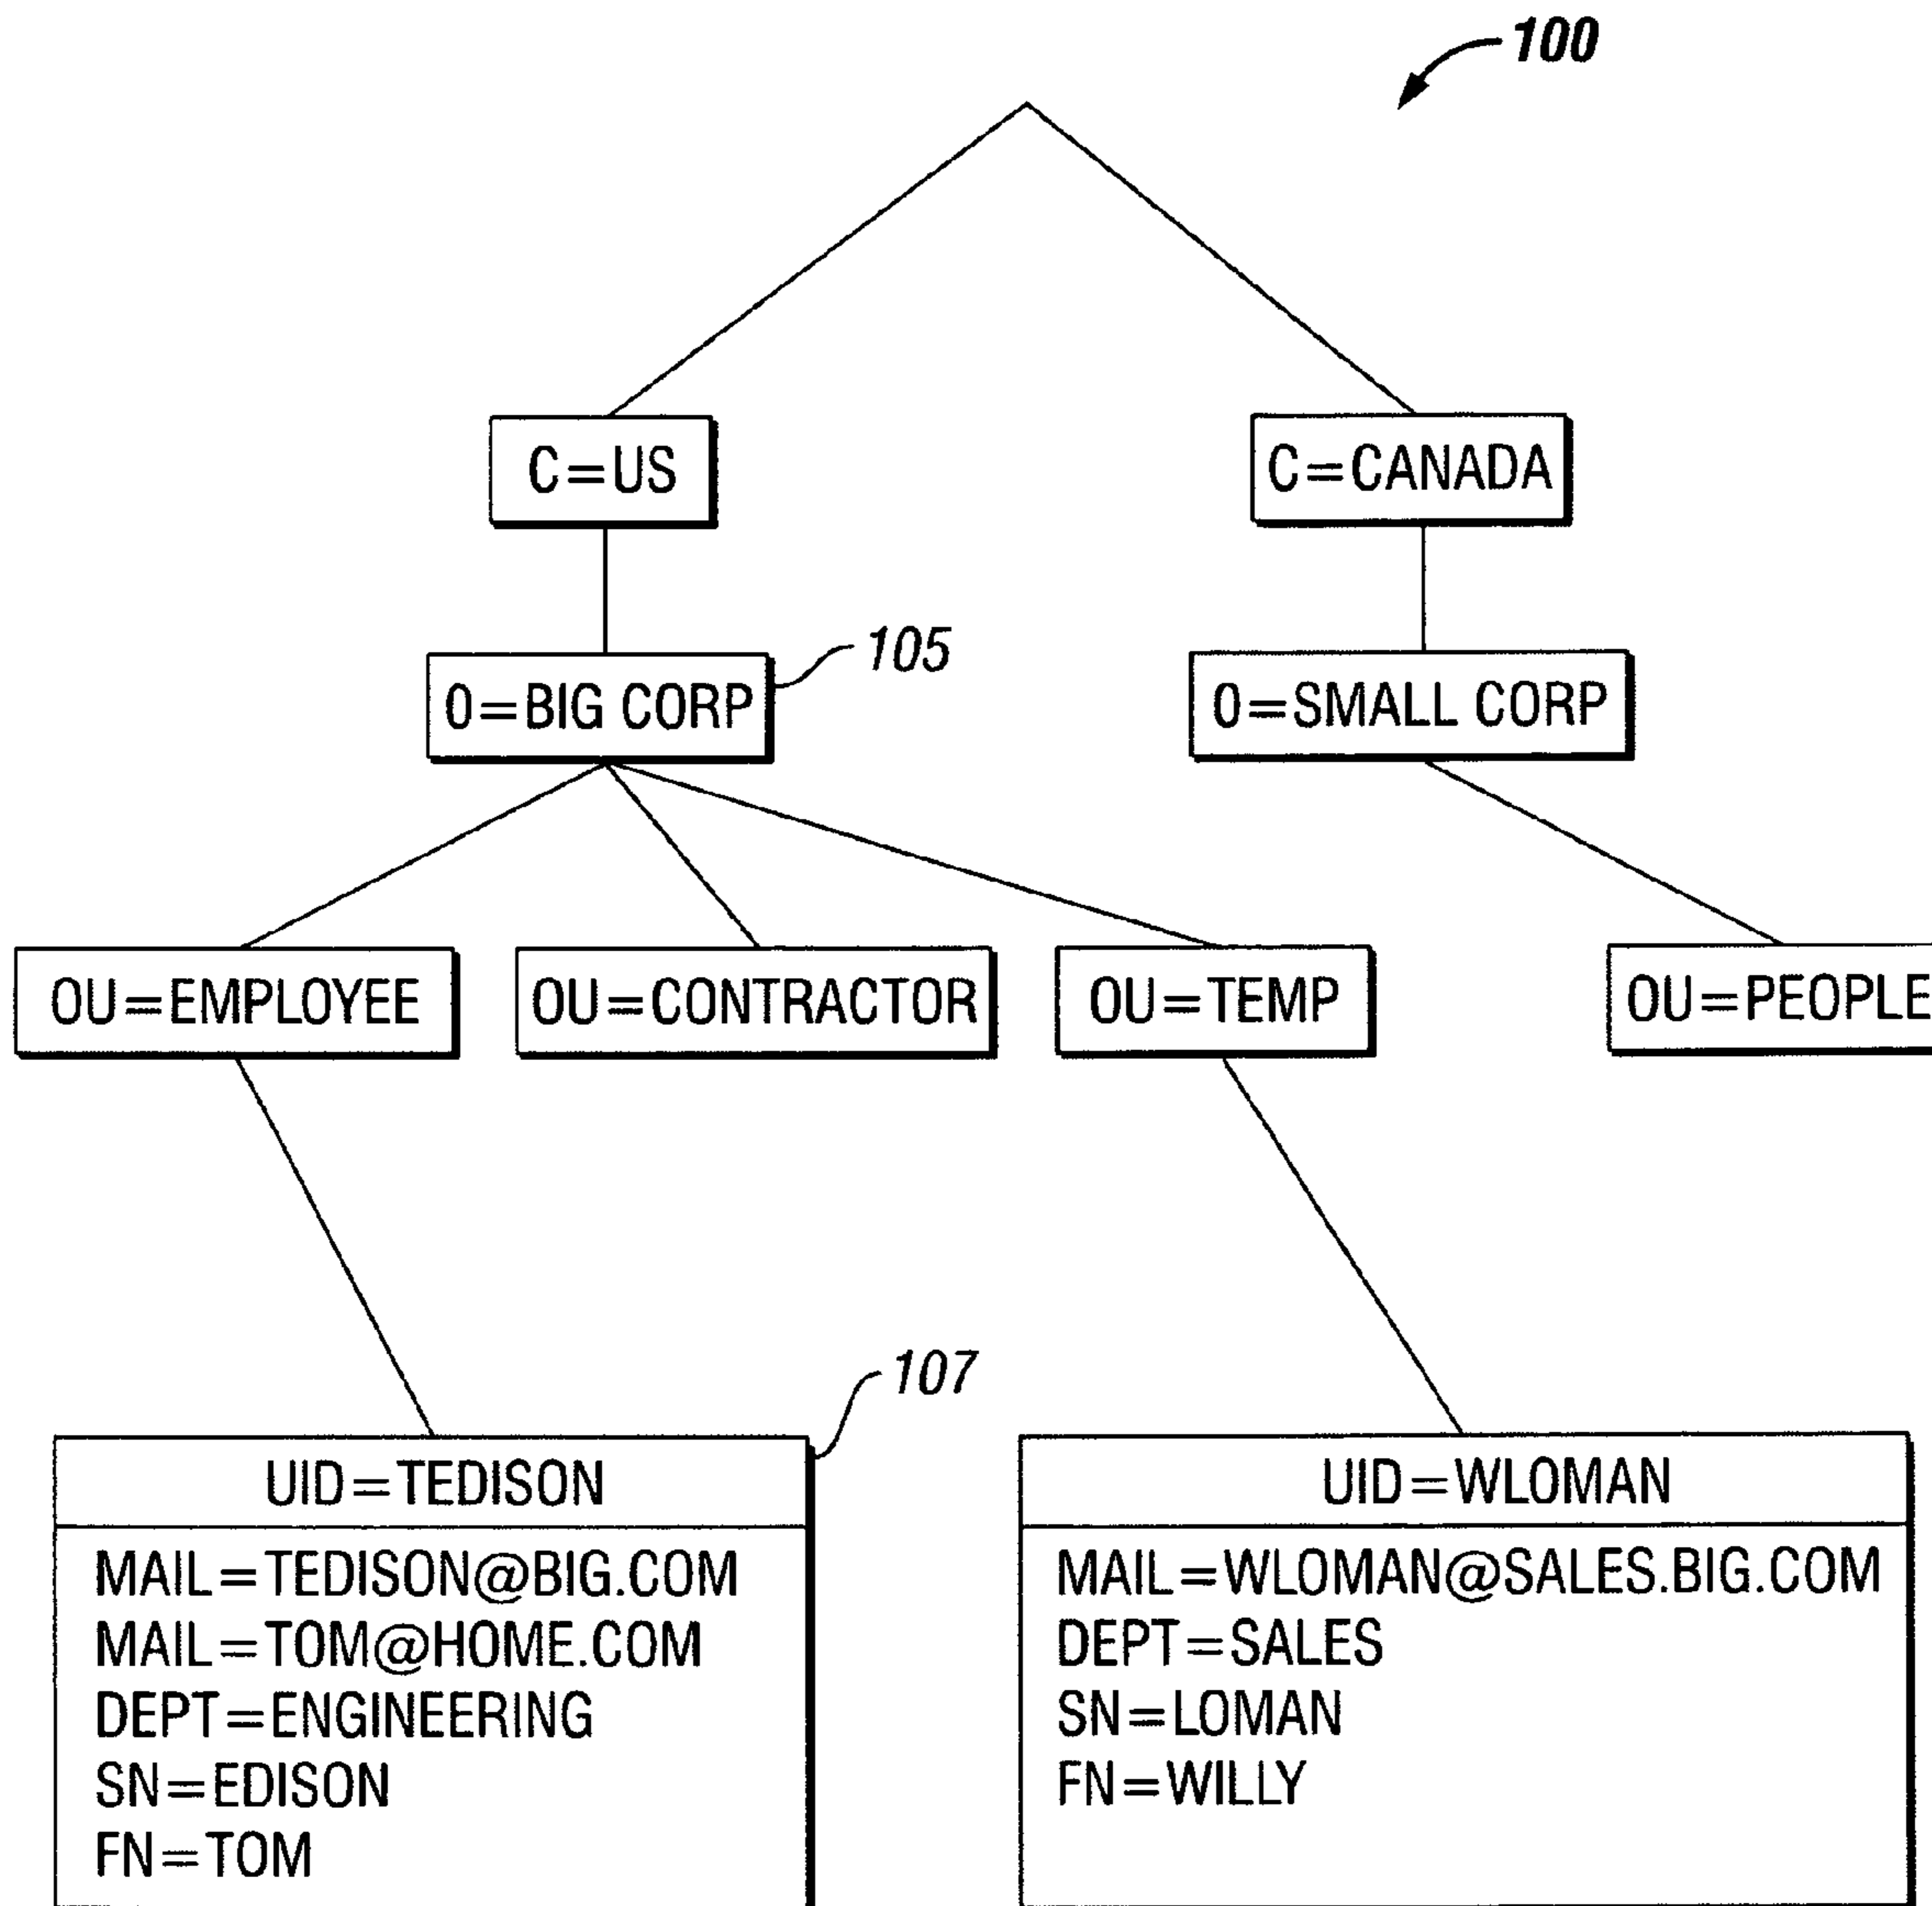 100
C=US
C=CANADA
105
0=BIG CORP
0=SMALL CORP
OU=EMPLOYEE
OU=CONTRACTOR
OU=TEMP
OU=PEOPLE
107
UID=TEDISON
MAIL=TEDISON@BIG.COM
MAIL=TOM@HOME.COM
DEPT=ENGINEERING
SN=EDISON
FN=TOM
UID=WLOMAN
MAIL=WLOMAN@SALES.BIG.COM
DEPT=SALES
SN=LOMAN
FN=WILLY